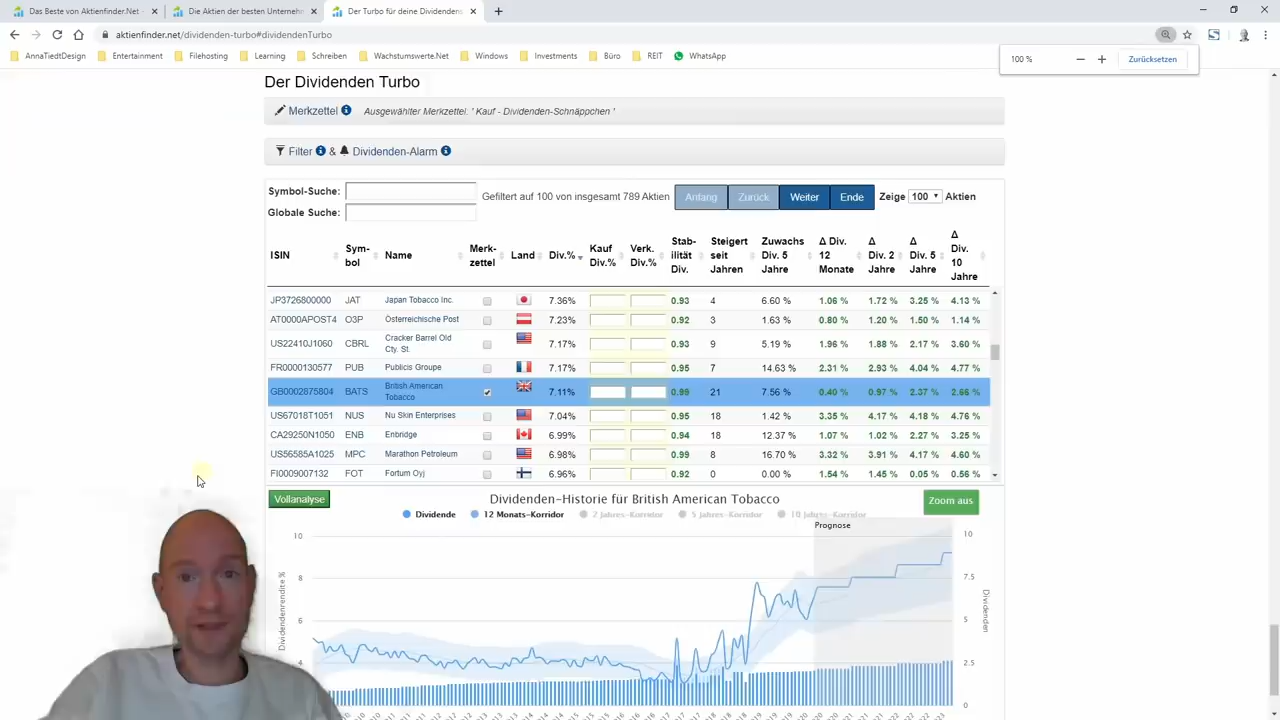 Das Beste von Aktienfinder.Net -
Die Aktien der besten Unternehm
Der Turbo für deine Dividendens
aktienfinder.net/dividenden-turbo#dividendenTurbo
AnnaTiedtDesign Entertainment Filehosting Learning Schreiben Wachstumswerte.Net Windows Investments Büro REIT WhatsApp
100 % − + Zurücksetzen
Der Dividenden Turbo
Merkzettel Ausgewählter Merkzettel: ' Kauf - Dividenden-Schnäppchen '
Filter & Dividenden-Alarm
Symbol-Suche:
Globale Suche:
Gefiltert auf 100 von insgesamt 789 Aktien
Anfang Zurück Weiter Ende Zeige 100 Aktien
ISIN Sym-bol Name Merk-zettel Land Div.% Kauf Div.% Verk. Div.% Stab-ilität Div. Steigert seit Jahren Zuwachs Div. 5 Jahre Δ Div. 12 Monate Δ Div. 2 Jahre Δ Div. 5 Jahre Δ Div. 10 Jahre
JP3726800000 JAT Japan Tobacco Inc. 7.36% 0.93 4 6.60 % 1.06 % 1.72 % 3.25 % 4.13 %
AT0000APOST4 O3P Österreichische Post 7.23% 0.92 3 1.63 % 0.80 % 1.20 % 1.50 % 1.14 %
US22410J1060 CBRL Cracker Barrel Old Cty. St. 7.17% 0.93 9 5.19 % 1.96 % 1.88 % 2.17 % 3.60 %
FR0000130577 PUB Publicis Groupe 7.17% 0.95 7 14.63 % 2.31 % 2.93 % 4.04 % 4.77 %
GB0002875804 BATS British American Tobacco 7.11% 0.99 21 7.56 % 0.40 % 0.97 % 2.37 % 2.66 %
US67018T1051 NUS Nu Skin Enterprises 7.04% 0.95 18 1.42 % 3.35 % 4.17 % 4.18 % 4.76 %
CA29250N1050 ENB Enbridge 6.99% 0.94 18 12.37 % 1.07 % 1.02 % 2.27 % 3.25 %
US56585A1025 MPC Marathon Petroleum 6.98% 0.99 8 16.70 % 3.32 % 3.91 % 4.17 % 4.60 %
FI0009007132 FOT Fortum Oyj 6.96% 0.92 0 0.00 % 1.54 % 1.45 % 0.05 % 0.56 %
Vollanalyse
Dividenden-Historie für British American Tobacco
Zoom aus
Dividende 12 Monats-Korridor 2 Jahres-Korridor 5 Jahres-Korridor 10 Jahres-Korridor
Prognose
Dividendenrendite %
10
8
6
4
Dividenden
10
7.5
5
2.5
0